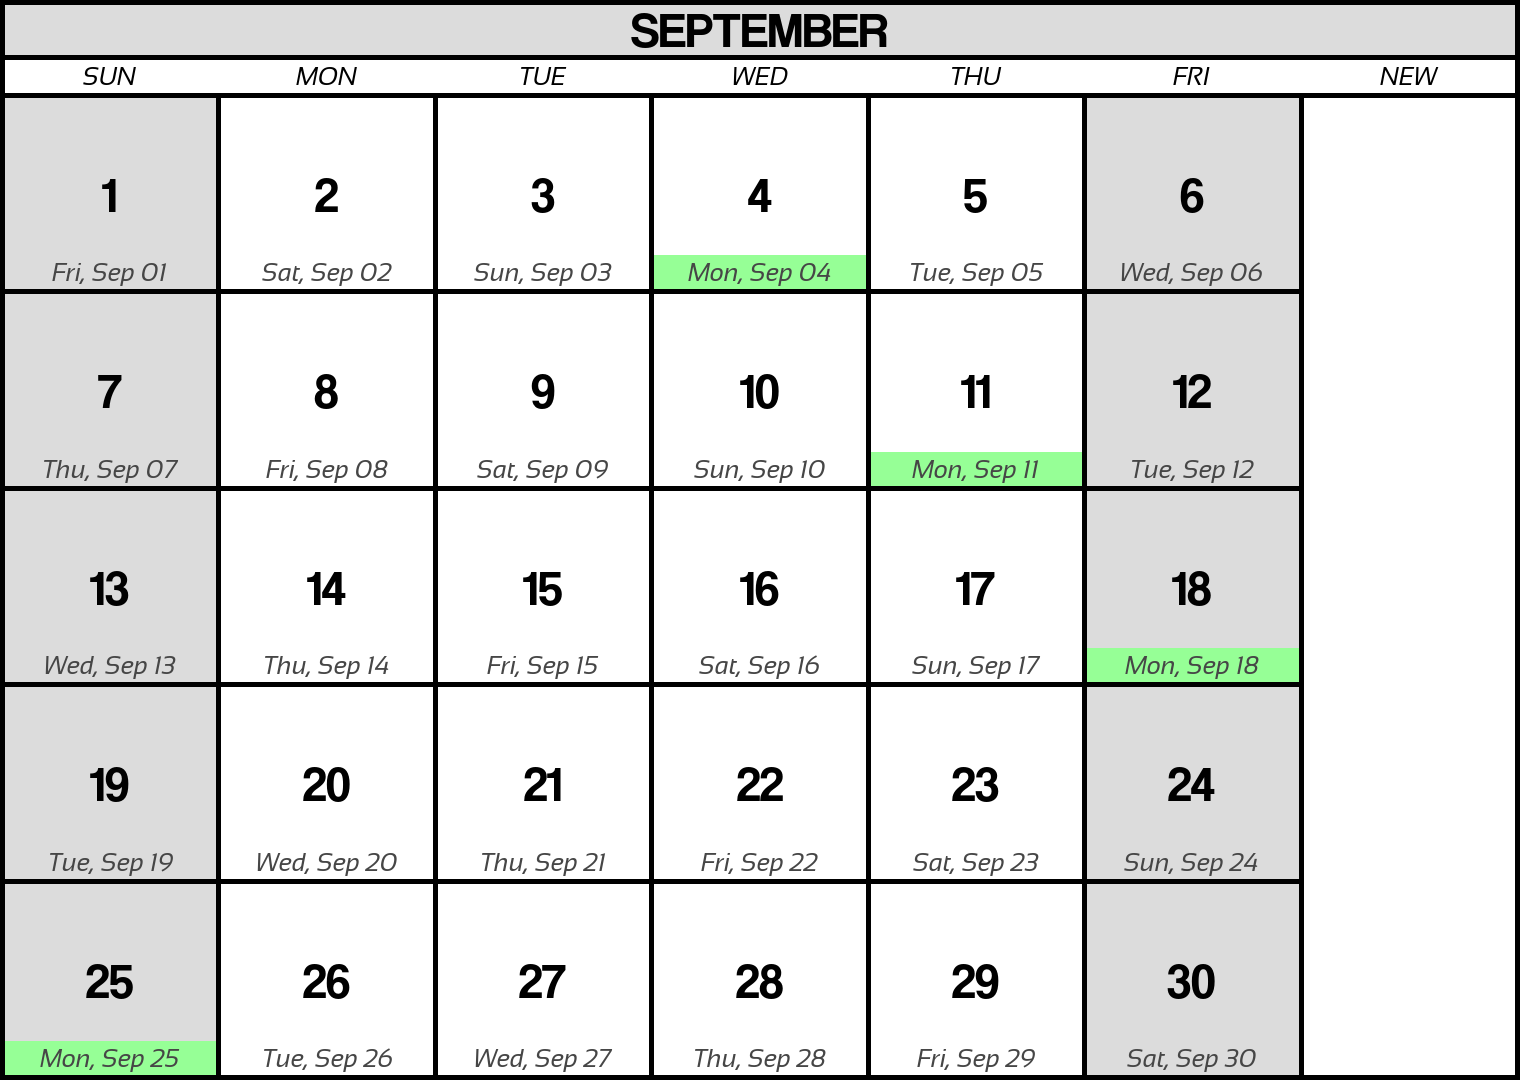 SEPTEMBER
SUN MON TUE WED THU FRI NEW
1 2 3 4 5 6
Fri, Sep 01 Sat, Sep 02 Sun, Sep 03 Mon, Sep 04 Tue, Sep 05 Wed, Sep 06
7 8 9 10 11 12
Thu, Sep 07 Fri, Sep 08 Sat, Sep 09 Sun, Sep 10 Mon, Sep 11 Tue, Sep 12
13 14 15 16 17 18
Wed, Sep 13 Thu, Sep 14 Fri, Sep 15 Sat, Sep 16 Sun, Sep 17 Mon, Sep 18
19 20 21 22 23 24
Tue, Sep 19 Wed, Sep 20 Thu, Sep 21 Fri, Sep 22 Sat, Sep 23 Sun, Sep 24
25 26 27 28 29 30
Mon, Sep 25 Tue, Sep 26 Wed, Sep 27 Thu, Sep 28 Fri, Sep 29 Sat, Sep 30